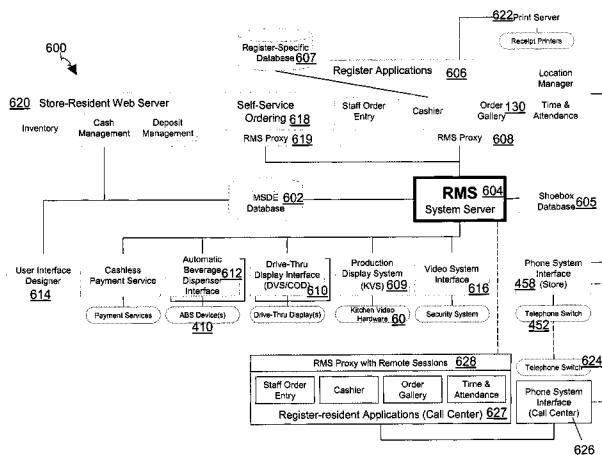 622 Print Server
Receipt Printers
600
Register-Specific
Database 607
Register Applications 606
Location
Manager
620 Store-Resident Web Server
Inventory
Cash
Management
Deposit
Management
Self-Service
Ordering 618
RMS Proxy 619
Staff Order
Entry
Cashier
Order 130
Gallery
Time &
Attendance
RMS Proxy 608
MSDE 602
Database
RMS 604
System Server
Shoebox
Database 605
User Interface
Designer
614
Cashless
Payment Service
Automatic
Beverage 612
Dispenser
Interface
Drive-Thru
Display Interface
(DVS/COD) 610
Production
Display System
(KVS) 609
Video System
Interface
616
Phone System
Interface
458 (Store)
Payment Services
ABS Device(s)
410
Drive-Thru Display(s)
Kitchen Video
Hardware 60
Security System
Telephone Switch
452
RMS Proxy with Remote Sessions 628
Staff Order
Entry
Cashier
Order
Gallery
Time &
Attendance
Register-resident Applications (Call Center) 627
624
Telephone Switch
Phone System
Interface
(Call Center)
626